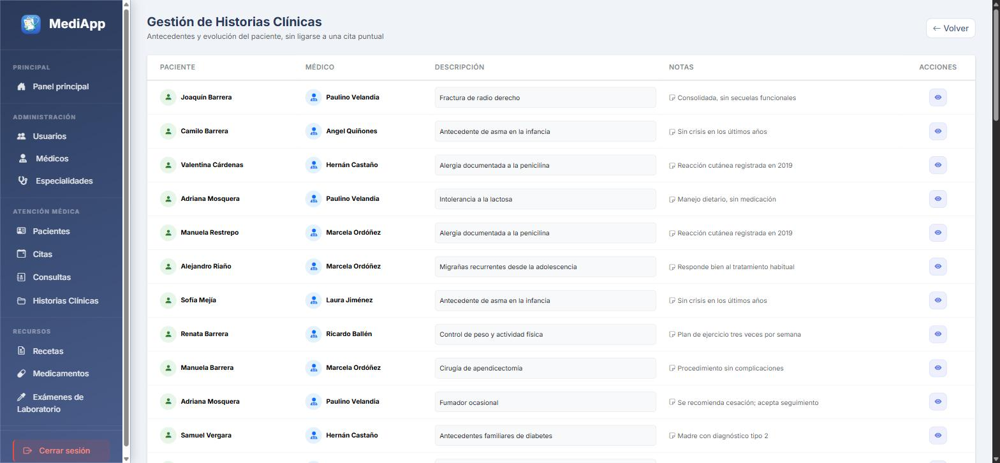 MediApp
PRINCIPAL
Panel principal
ADMINISTRACIÓN
Usuarios
Médicos
Especialidades
ATENCIÓN MÉDICA
Pacientes
Citas
Consultas
Historias Clínicas
RECURSOS
Recetas
Medicamentos
Exámenes de
Laboratorio
Cerrar sesión
Gestión de Historias Clínicas
Antecedentes y evolución del paciente, sin ligarse a una cita puntual
← Volver
PACIENTE MÉDICO DESCRIPCIÓN NOTAS ACCIONES
Joaquín Barrera Paulino Velandia Fractura de radio derecho Consolidada, sin secuelas funcionales
Camilo Barrera Angel Quiñones Antecedente de asma en la infancia Sin crisis en los últimos años
Valentina Cárdenas Hernán Castaño Alergia documentada a la penicilina Reacción cutánea registrada en 2019
Adriana Mosquera Paulino Velandia Intolerancia a la lactosa Manejo dietario, sin medicación
Manuela Restrepo Marcela Ordóñez Alergia documentada a la penicilina Reacción cutánea registrada en 2019
Alejandro Riaño Marcela Ordóñez Migrañas recurrentes desde la adolescencia Responde bien al tratamiento habitual
Sofía Mejía Laura Jiménez Antecedente de asma en la infancia Sin crisis en los últimos años
Renata Barrera Ricardo Ballén Control de peso y actividad física Plan de ejercicio tres veces por semana
Manuela Barrera Marcela Ordóñez Cirugía de apendicectomía Procedimiento sin complicaciones
Adriana Mosquera Paulino Velandia Fumador ocasional Se recomienda cesación; acepta seguimiento
Samuel Vergara Hernán Castaño Antecedentes familiares de diabetes Madre con diagnóstico tipo 2